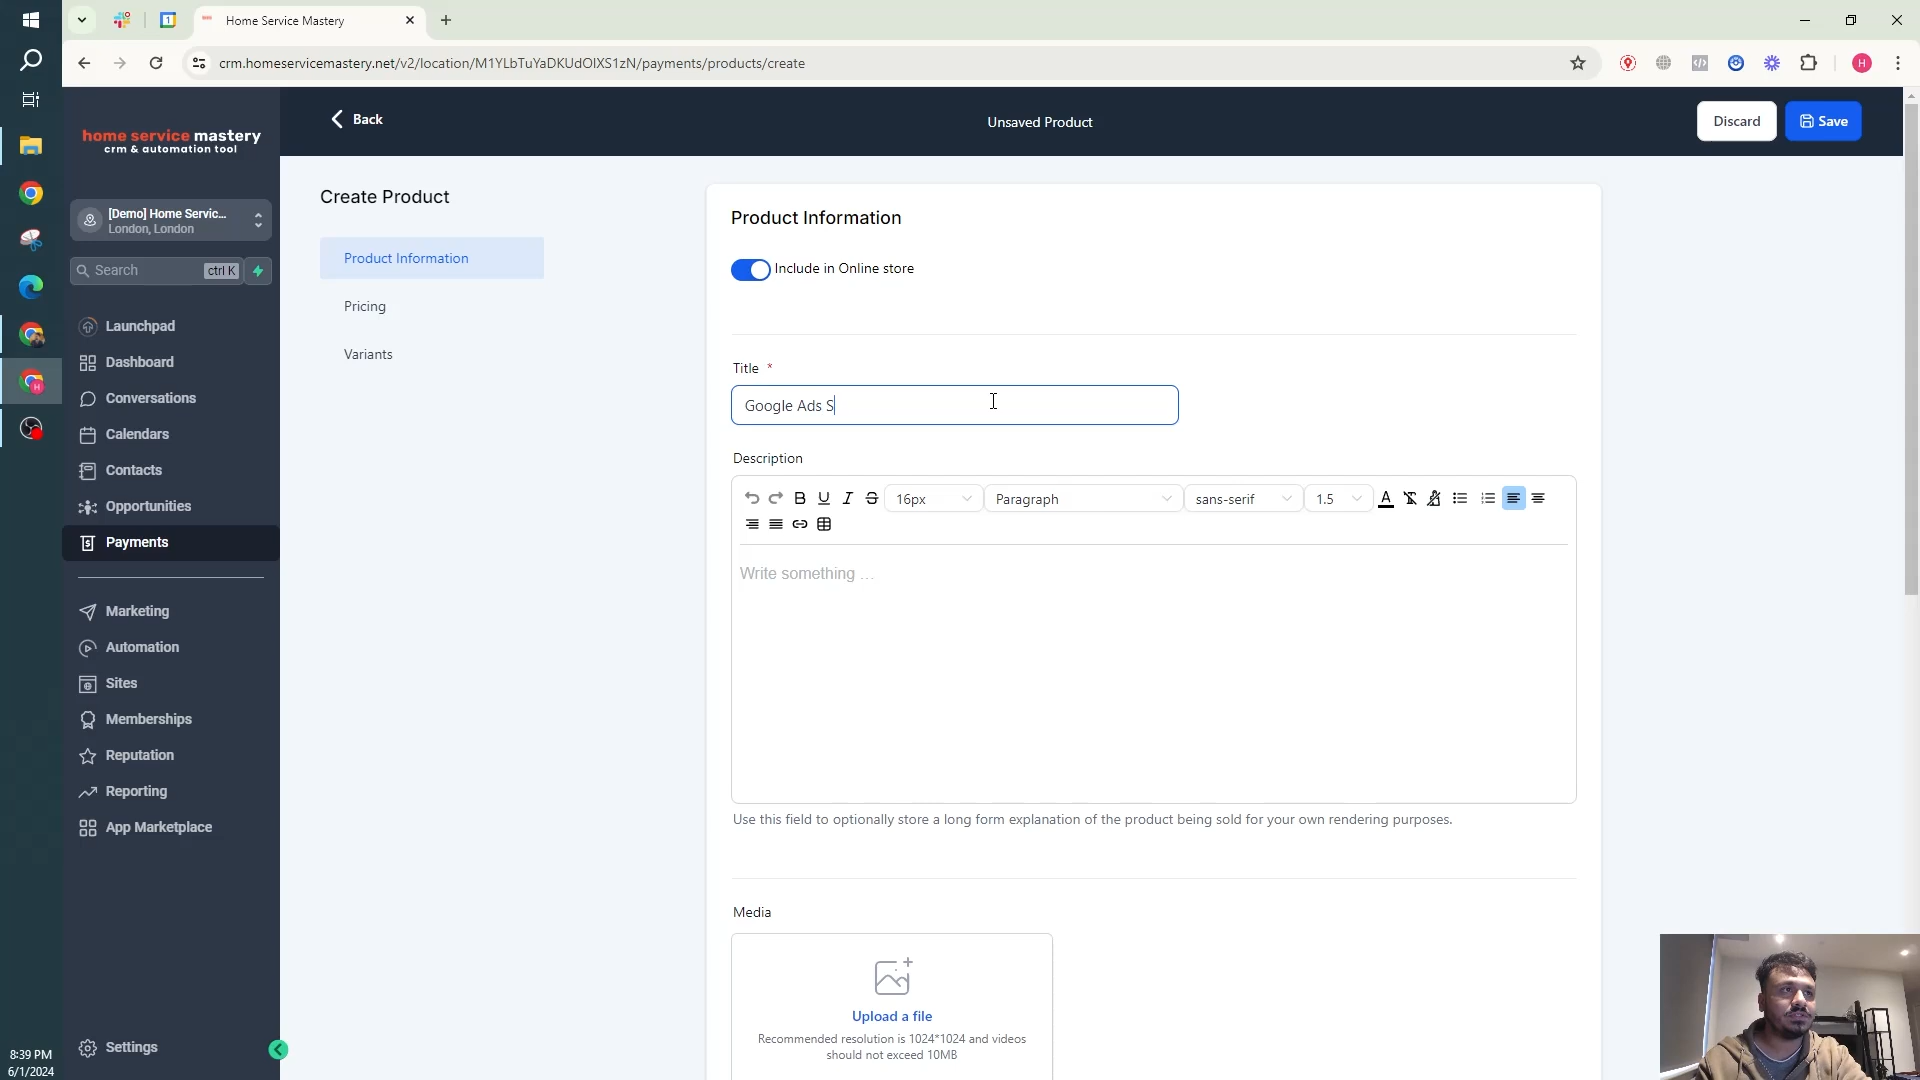 1
Home Service Mastery
crm.homeservicemastery.net/v2/location/M1YLbTuYaDKUdOIXS1zN/payments/products/create
H
home service mastery
crm & automation tool
[Demo] Home Servic...
London, London
Search
ctrl K
Launchpad
Dashboard
Conversations
Calendars
Contacts
Opportunities
Payments
Marketing
Automation
Sites
Memberships
Reputation
Reporting
App Marketplace
Settings
8:39 PM
6/1/2024
Back
Unsaved Product
Discard
Save
Create Product
Product Information
Pricing
Variants
Product Information
Include in Online store
Title *
Google Ads S
Description
16px
Paragraph
sans-serif
1.5
Write something ...
Use this field to optionally store a long form explanation of the product being sold for your own rendering purposes.
Media
Upload a file
Recommended resolution is 1024*1024 and videos
should not exceed 10MB